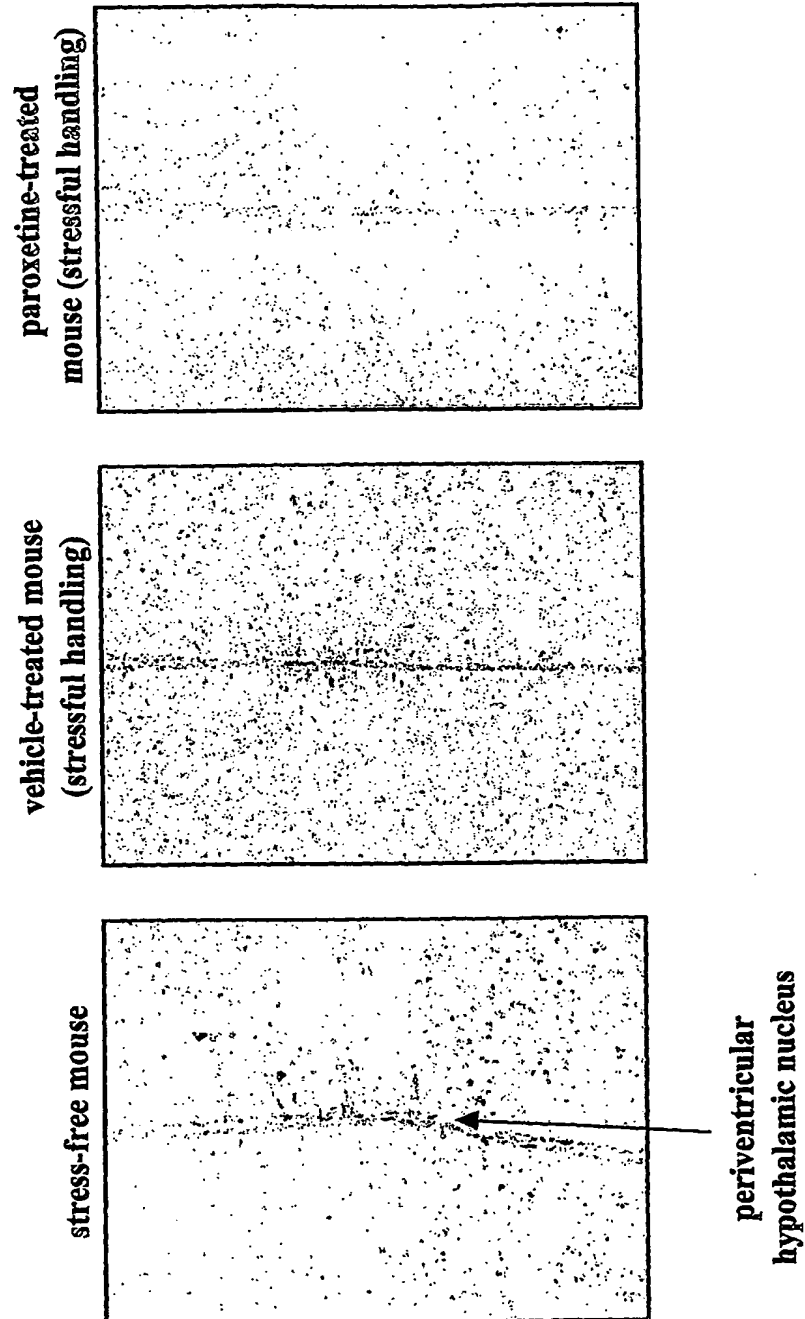 stress-free mouse
vehicle-treated mouse
(stressful handling)
paroxetine-treated
mouse (stressful handling)
periventricular
hypothalamic nucleus